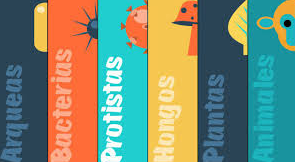 Arqueas
Bacterias
Protistas
Hongos
Plantas
Animales